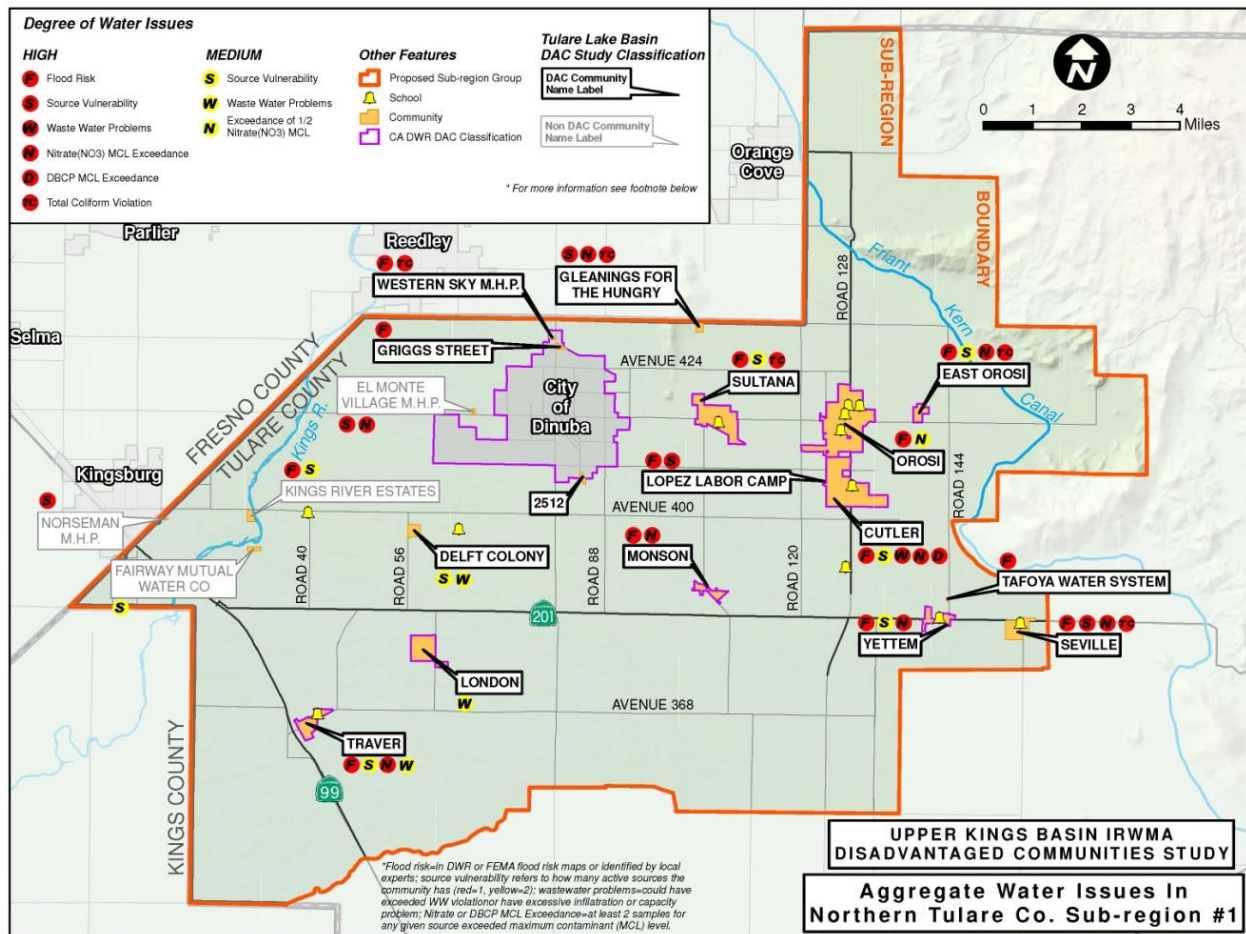 Degree of Water Issues
HIGH
F Flood Risk
S Source Vulnerability
W Waste Water Problems
N Nitrate(NO3) MCL Exceedance
D DBCP MCL Exceedance
TC Total Coliform Violation
MEDIUM
S Source Vulnerability
W Waste Water Problems
N Exceedance of 1/2
Nitrate(NO3) MCL
Other Features
Proposed Sub-region Group
School
Community
CA DWR DAC Classification
Tulare Lake Basin
DAC Study Classification
DAC Community
Name Label
Non DAC Community
Name Label
* For more information see footnote below
N
0 1 2 3 4
Miles
SUB-REGION
BOUNDARY
Orange
Cove
Parlier
Reedley
Selma
Kingsburg
FRESNO COUNTY
TULARE COUNTY
KINGS COUNTY
Kings R.
Friant
Kern
Canal
ROAD 128
F TC
WESTERN SKY M.H.P.
S N TC
GLEANINGS FOR
THE HUNGRY
F
GRIGGS STREET
AVENUE 424
F S TC
SULTANA
F S N TC
EAST OROSI
EL MONTE
VILLAGE M.H.P.
S N
City
of
Dinuba
F N
OROSI
F S
KINGS RIVER ESTATES
F S
LOPEZ LABOR CAMP
ROAD 144
S
NORSEMAN
M.H.P.
2512
AVENUE 400
CUTLER
F S W N D
FAIRWAY MUTUAL
WATER CO
S
ROAD 40
ROAD 56
DELFT COLONY
S W
ROAD 88
F N
MONSON
ROAD 120
F
TAFOYA WATER SYSTEM
201
F S N
YETTEM
F S N TC
SEVILLE
LONDON
W
AVENUE 368
TRAVER
F S N W
99
*Flood risk=in DWR or FEMA flood risk maps or identified by local
experts; source vulnerability refers to how many active sources the
community has (red=1, yellow=2); wastewater problems=could have
exceeded WW violationor have excessive infilatration or capacity
problem; Nitrate or DBCP MCL Exceedance=at least 2 samples for
any given source exceeded maximum contaminant (MCL) level.
UPPER KINGS BASIN IRWMA
DISADVANTAGED COMMUNITIES STUDY
Aggregate Water Issues In
Northern Tulare Co. Sub-region #1